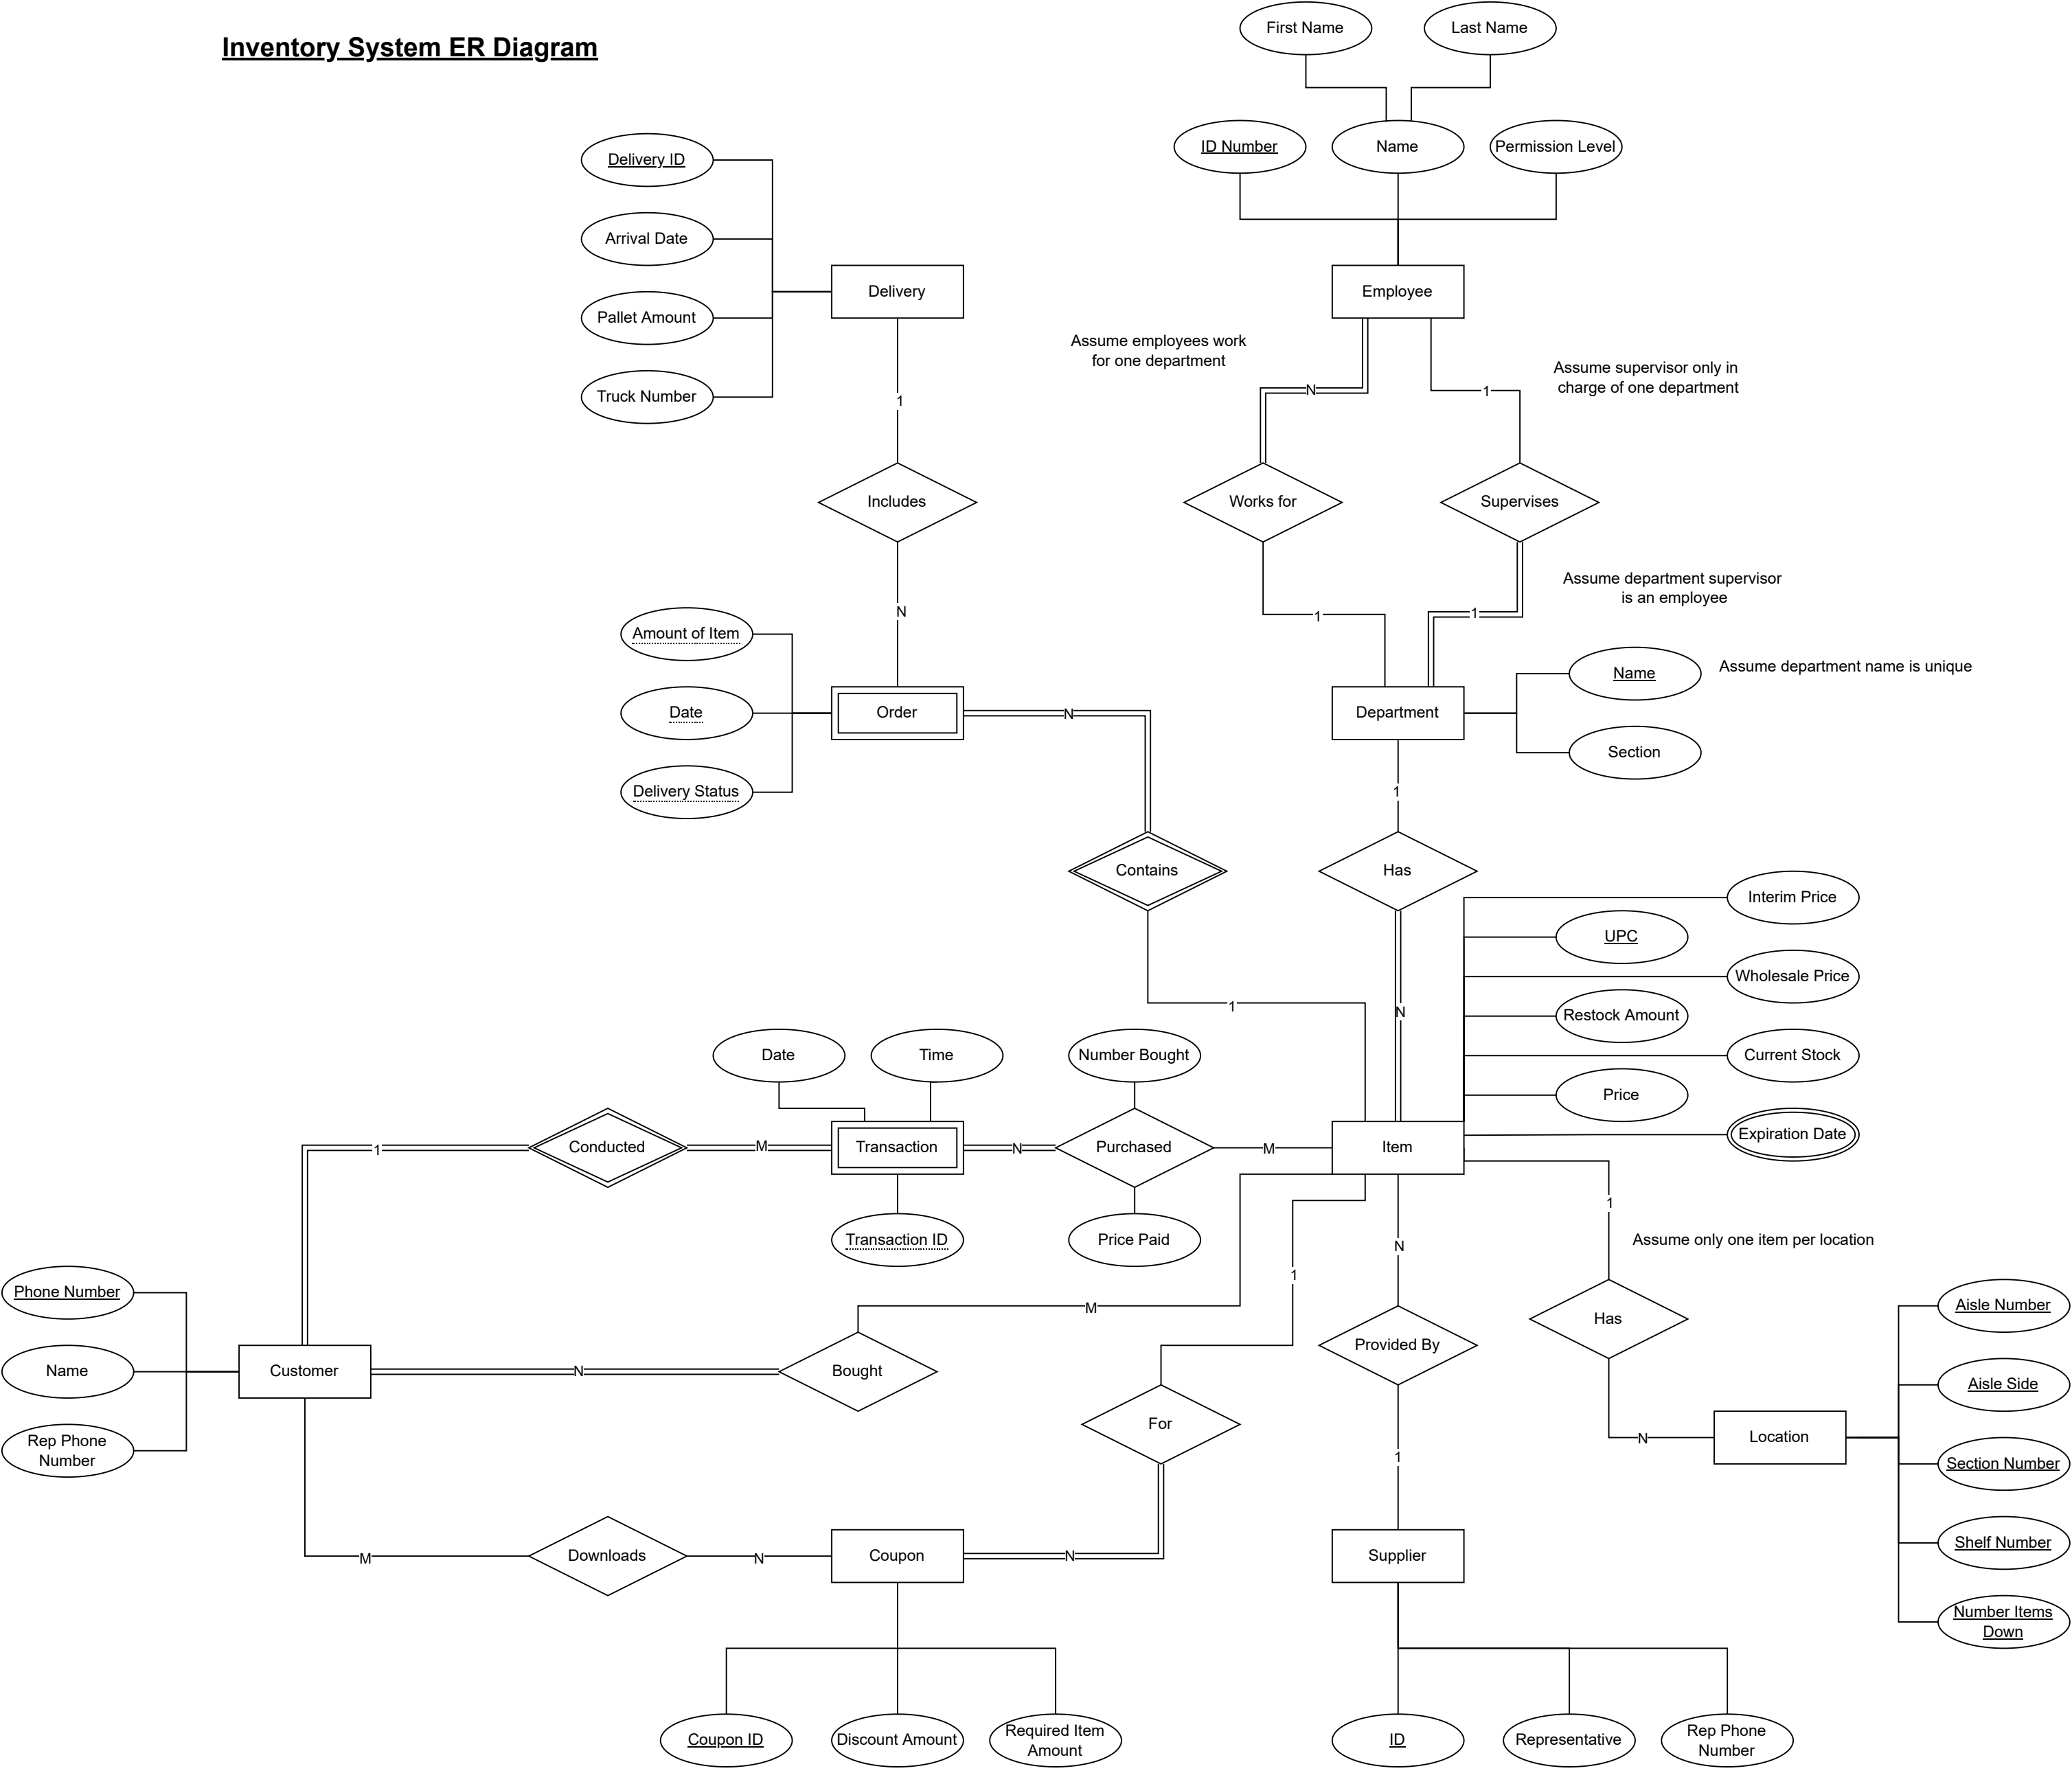 Inventory System ER Diagram
First Name
Last Name
ID Number
Name
Permission Level
Delivery ID
Arrival Date
Pallet Amount
Truck Number
Delivery
Employee
Assume employees work
for one department
Assume supervisor only in
charge of one department
N
1
1
Includes
Works for
Supervises
Assume department supervisor
is an employee
N
1
1
Amount of Item
Date
Delivery Status
Order
N
Department
Name
Assume department name is unique
Section
1
Contains
Has
Interim Price
UPC
Wholesale Price
Restock Amount
Current Stock
Price
Expiration Date
1
N
Date
Time
Number Bought
1
Conducted
M
Transaction
N
Purchased
M
Item
Transaction ID
Price Paid
1
N
1
Assume only one item per location
M
Phone Number
Name
Rep Phone
Number
Customer
N
Bought
For
Provided By
Has
Aisle Number
Aisle Side
Section Number
Shelf Number
Number Items
Down
N
Location
1
M
Downloads
N
Coupon
N
Supplier
Coupon ID
Discount Amount
Required Item
Amount
ID
Representative
Rep Phone
Number